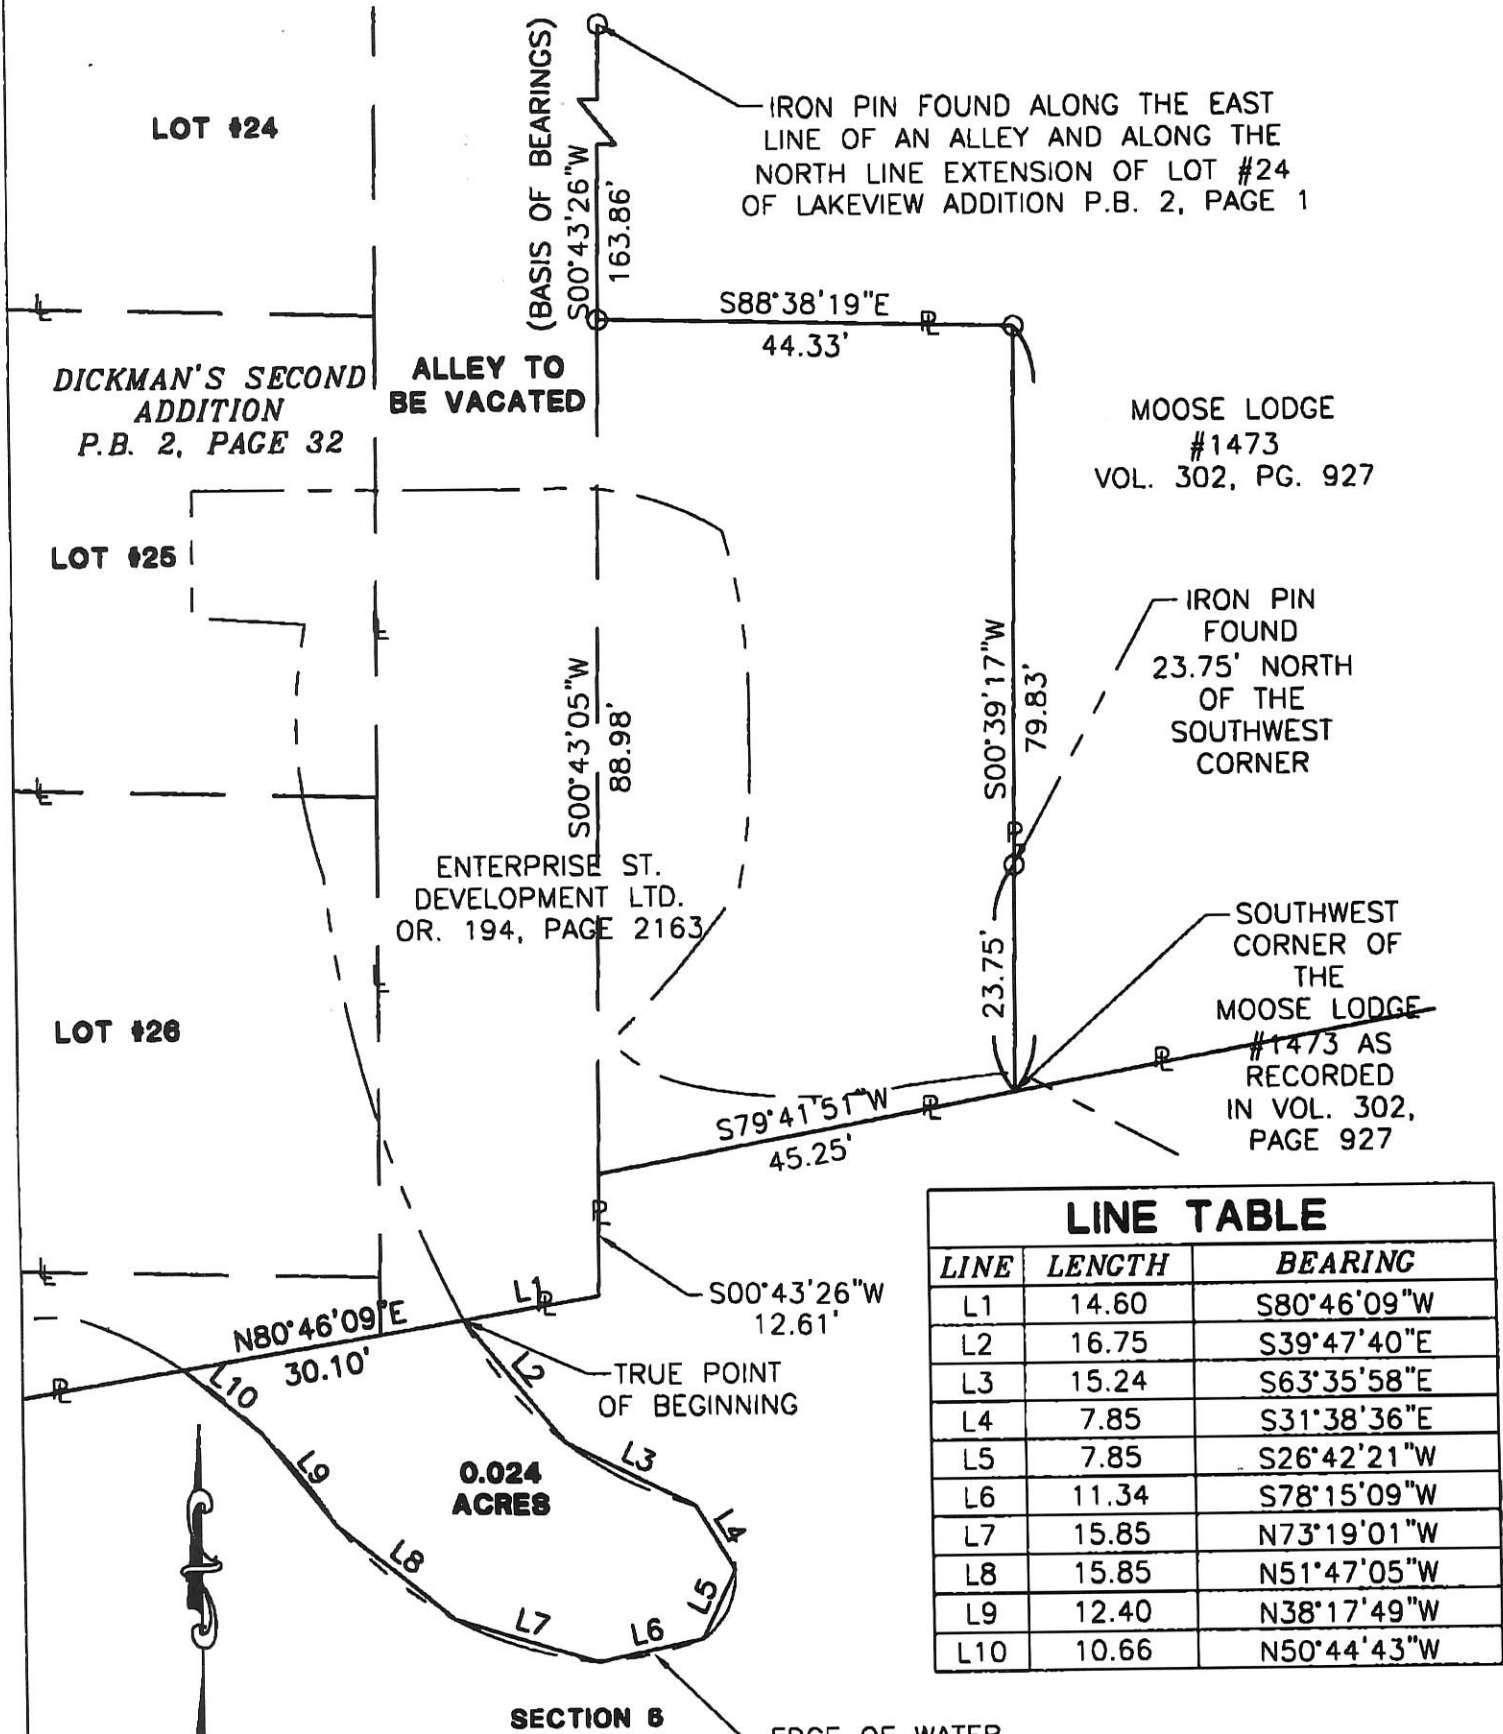 (BASIS OF BEARINGS)
S00°43'26"W
163.86'
IRON PIN FOUND ALONG THE EAST
LINE OF AN ALLEY AND ALONG THE
NORTH LINE EXTENSION OF LOT #24
OF LAKEVIEW ADDITION P.B. 2, PAGE 1
LOT #24
S88°38'19"E
44.33'
DICKMAN'S SECOND
ADDITION
P.B. 2, PAGE 32
ALLEY TO
BE VACATED
MOOSE LODGE
#1473
VOL. 302, PG. 927
LOT #25
IRON PIN
FOUND
23.75' NORTH
OF THE
SOUTHWEST
CORNER
S00°43'05"W
88.98'
S00°39'17"W
79.83'
ENTERPRISE ST.
DEVELOPMENT LTD.
OR. 194, PAGE 2163
23.75'
SOUTHWEST
CORNER OF
THE
MOOSE LODGE
#1473 AS
RECORDED
IN VOL. 302,
PAGE 927
LOT #26
S79°41'51"W
45.25'
S00°43'26"W
12.61'
L1
N80°46'09"E
30.10'
TRUE POINT
OF BEGINNING
L10
L2
L9
L3
0.024
ACRES
L4
L8
L5
L7
L6
LINE TABLE
LINE LENGTH BEARING
L1 14.60 S80°46'09"W
L2 16.75 S39°47'40"E
L3 15.24 S63°35'58"E
L4 7.85 S31°38'36"E
L5 7.85 S26°42'21"W
L6 11.34 S78°15'09"W
L7 15.85 N73°19'01"W
L8 15.85 N51°47'05"W
L9 12.40 N38°17'49"W
L10 10.66 N50°44'43"W
SECTION 6
EDGE OF WATER